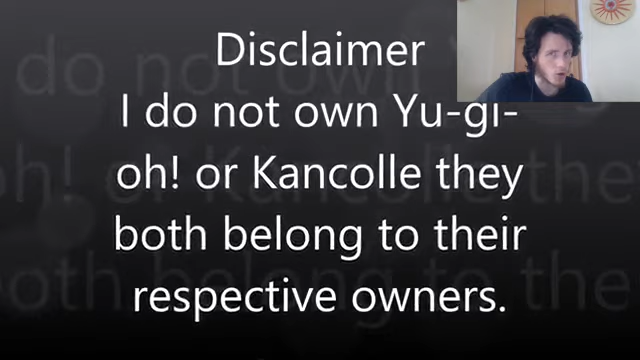 Disclaimer
I do not own Yu-gi-
oh! or Kancolle they
both belong to their
respective owners.